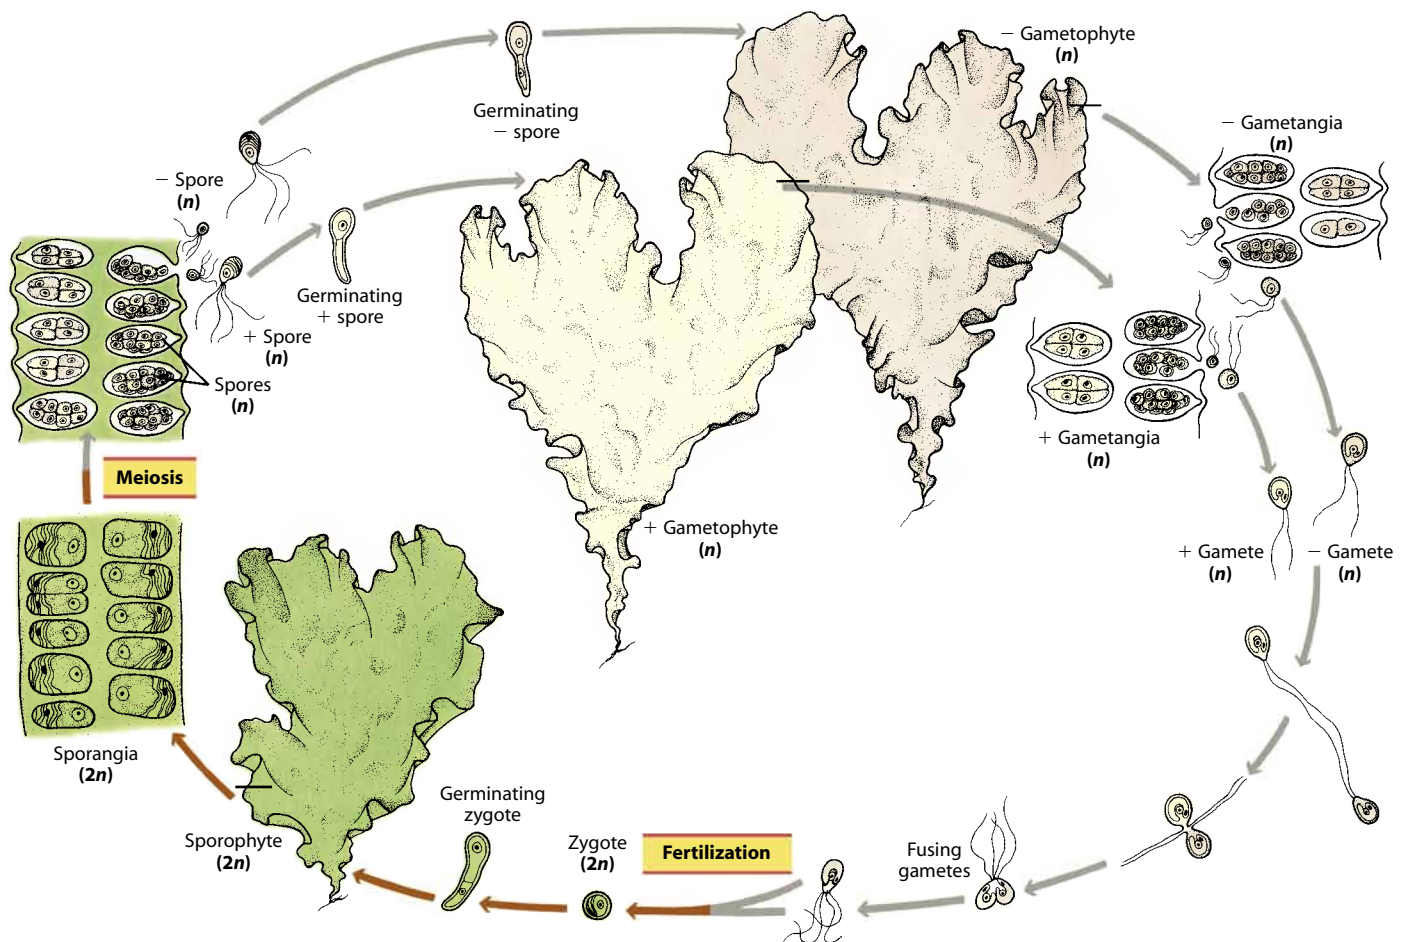 − Gametophyte
(n)
Germinating
− spore
− Gametangia
(n)
− Spore
(n)
Germinating
+ spore
+ Spore
(n)
Spores
(n)
+ Gametangia
(n)
Meiosis
+ Gametophyte
(n)
+ Gamete
(n)
− Gamete
(n)
Sporangia
(2n)
Germinating
zygote
Sporophyte
(2n)
Zygote
(2n)
Fertilization
Fusing
gametes